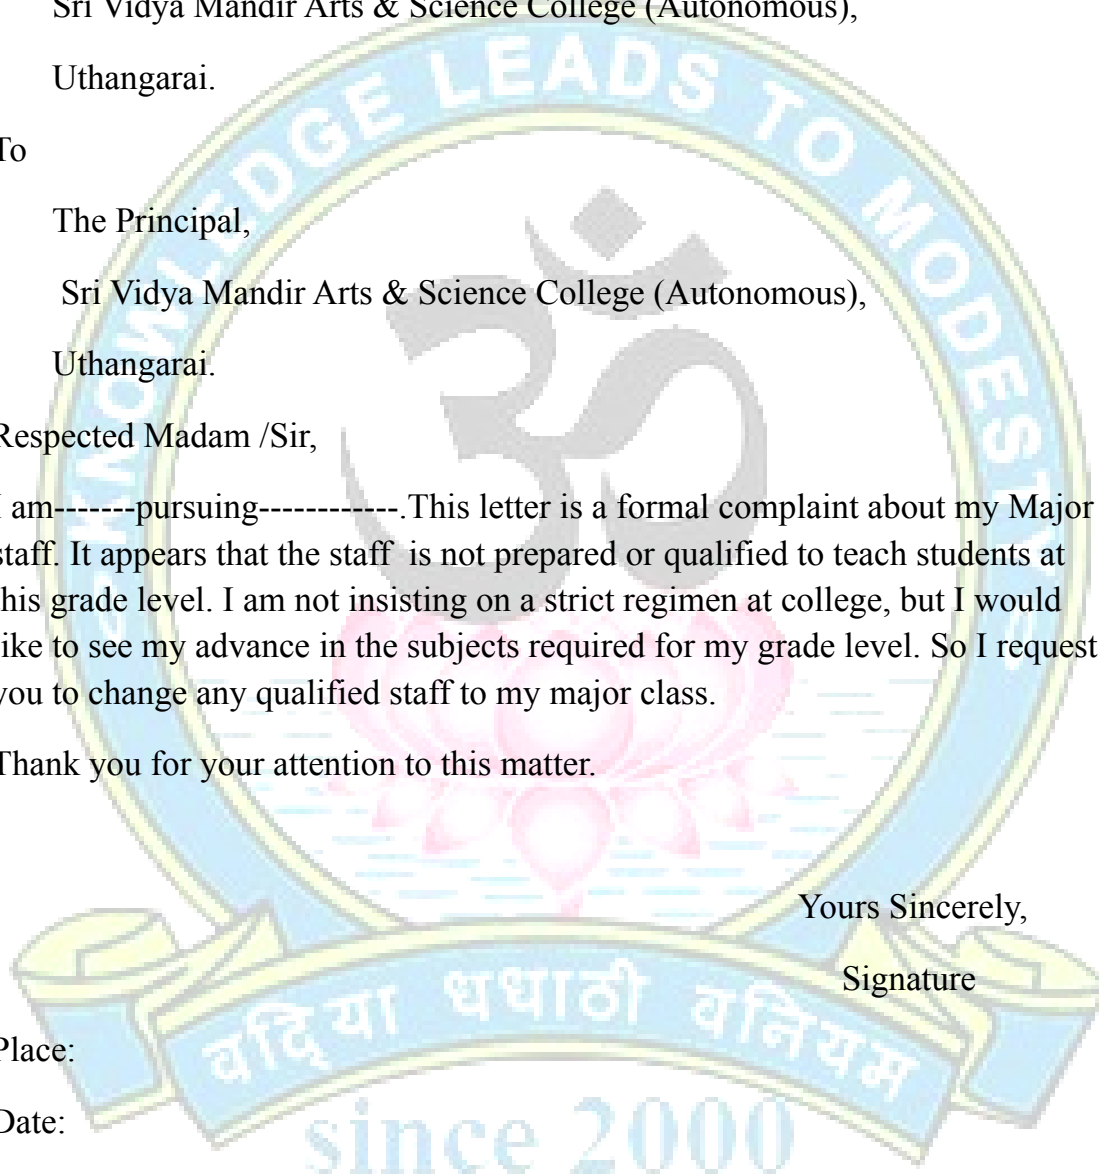 Sri Vidya Mandir Arts & Science College (Autonomous),
Uthangarai.
To
The Principal,
Sri Vidya Mandir Arts & Science College (Autonomous),
Uthangarai.
Respected Madam /Sir,
I am-------pursuing------------.This letter is a formal complaint about my Major
staff. It appears that the staff is not prepared or qualified to teach students at
this grade level. I am not insisting on a strict regimen at college, but I would
like to see my advance in the subjects required for my grade level. So I request
you to change any qualified staff to my major class.
Thank you for your attention to this matter.
Yours Sincerely,
Signature
Place:
Date:
KNOWLEDGE LEADS TO MODESTY
ॐ
वद्िया धधाठी वनियम
since 2000